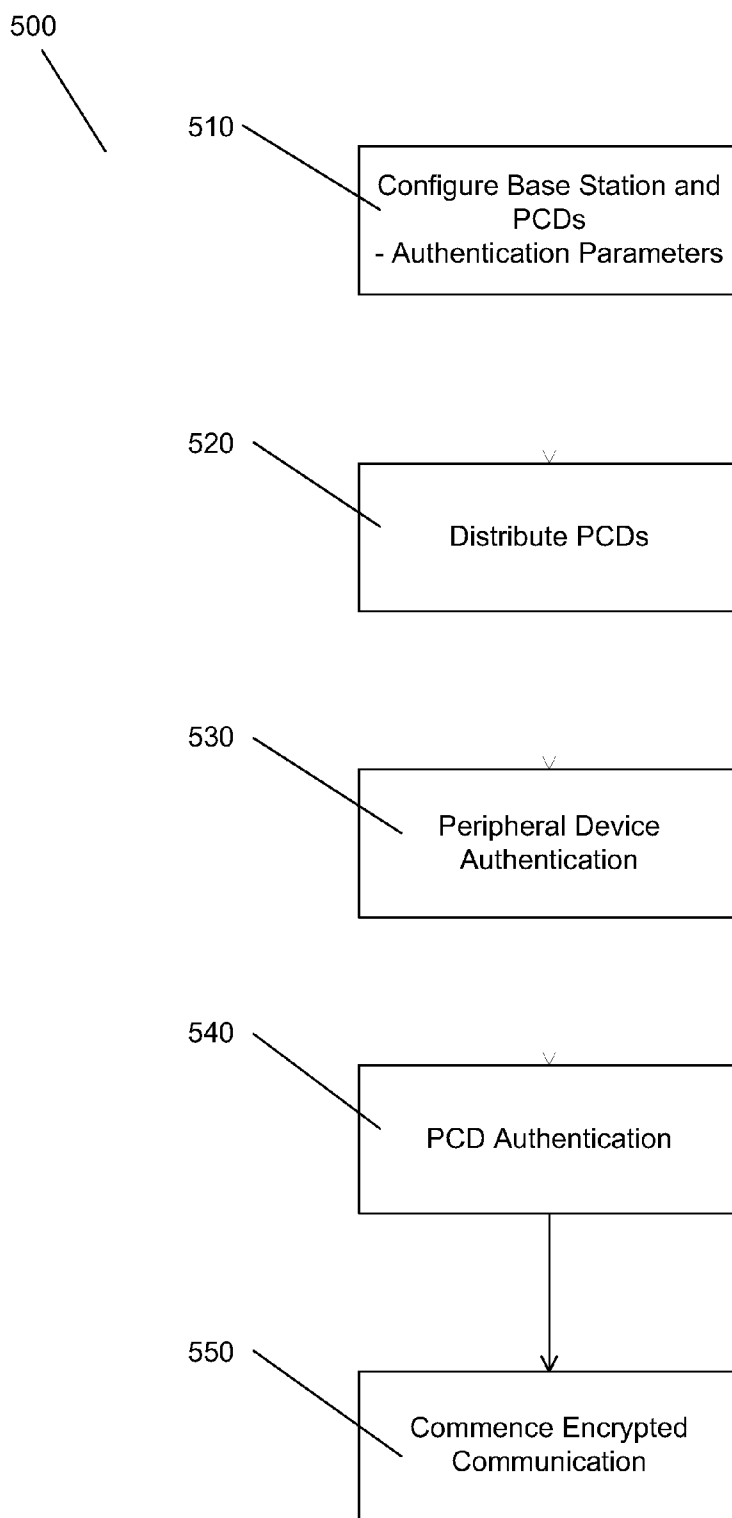 500
510
Configure Base Station and
PCDs
- Authentication Parameters
520
Distribute PCDs
530
Peripheral Device
Authentication
540
PCD Authentication
550
Commence Encrypted
Communication